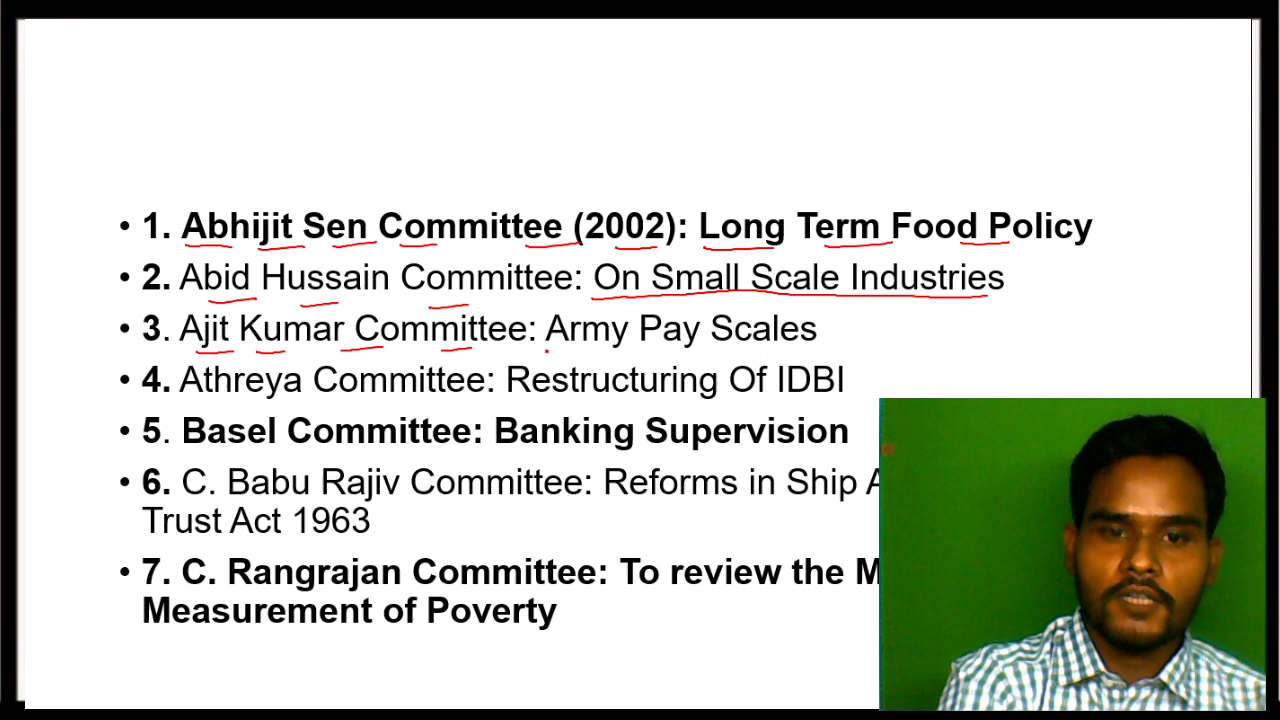 • 1. Abhijit Sen Committee (2002): Long Term Food Policy
• 2. Abid Hussain Committee: On Small Scale Industries
• 3. Ajit Kumar Committee: Army Pay Scales
• 4. Athreya Committee: Restructuring Of IDBI
• 5. Basel Committee: Banking Supervision
• 6. C. Babu Rajiv Committee: Reforms in Ship
Trust Act 1963
• 7. C. Rangrajan Committee: To review the
Measurement of Poverty